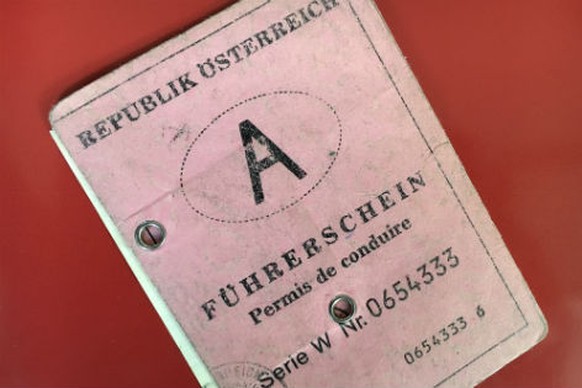 REPUBLIK ÖSTERREICH
A
FÜHRERSCHEIN
Permis de conduire
Serie W Nr. 0654333
0654333 6